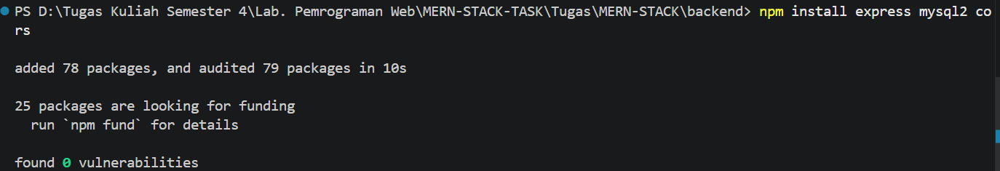 PS D:\Tugas Kuliah Semester 4\Lab. Pemrograman Web\MERN-STACK-TASK\Tugas\MERN-STACK\backend> npm install express mysql2 co
rs
added 78 packages, and audited 79 packages in 10s
25 packages are looking for funding
  run `npm fund` for details
found 0 vulnerabilities